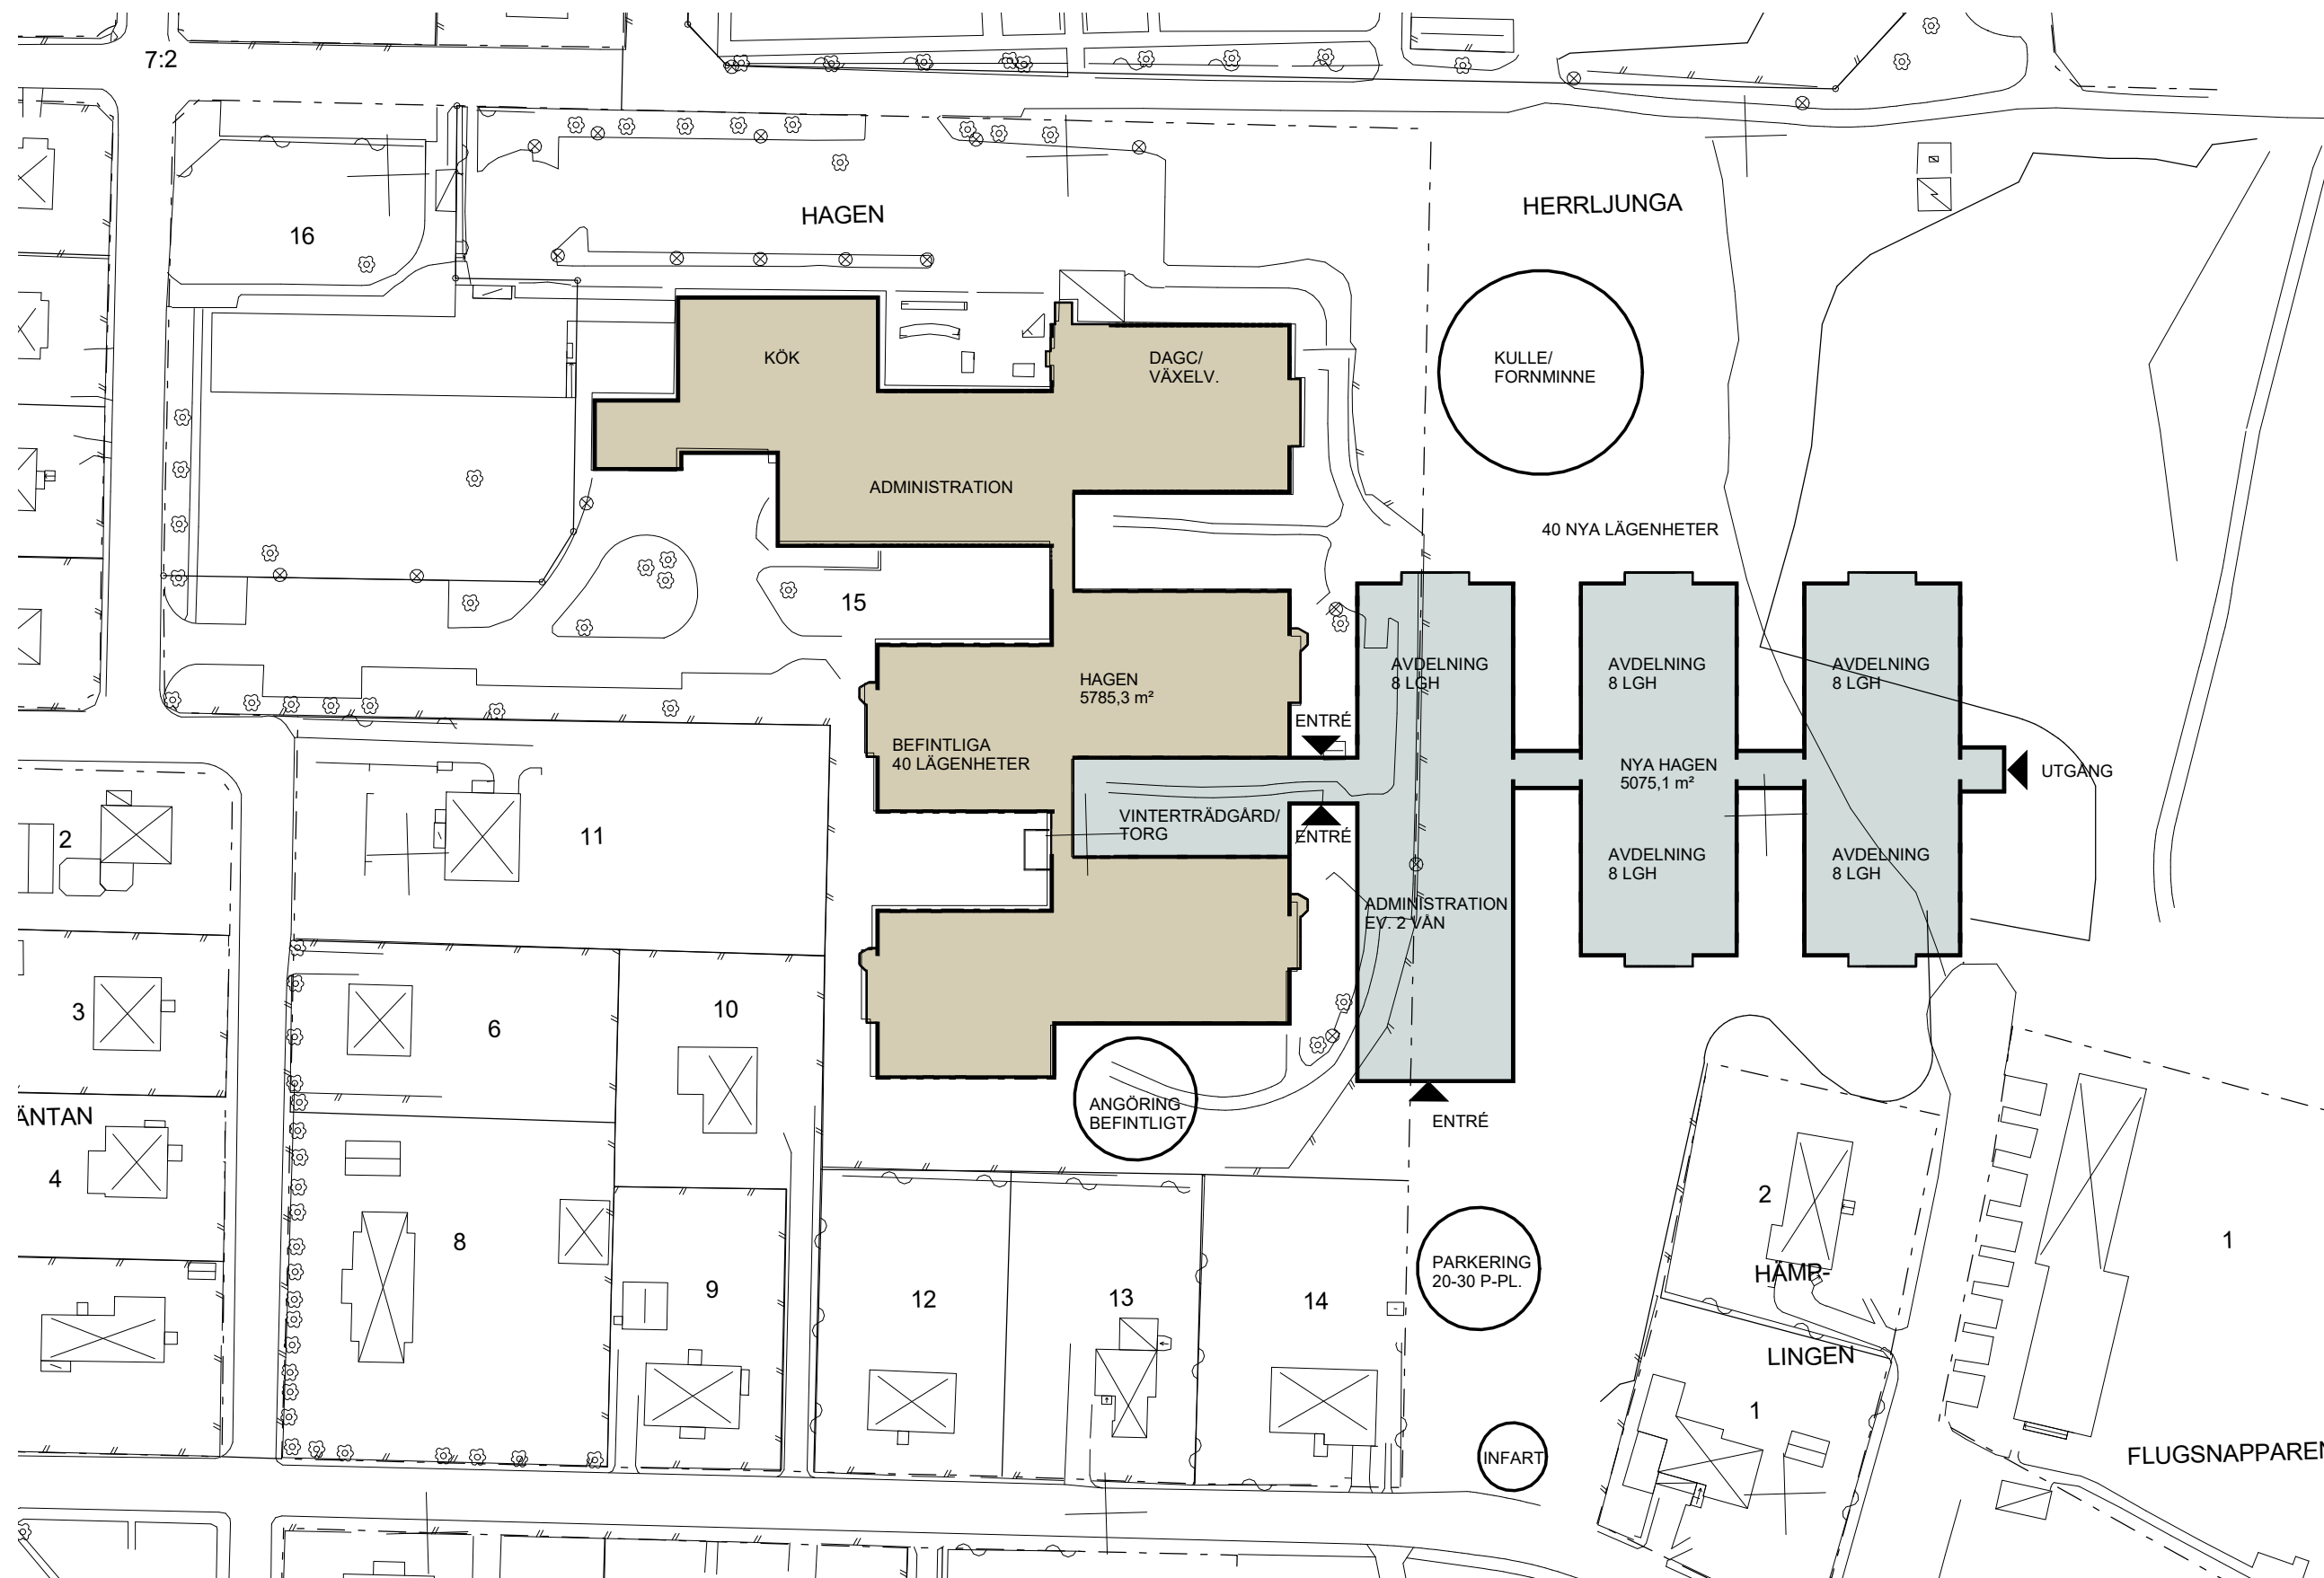 7:2
HERRLJUNGA
HAGEN
16
KÖK
DAGC/
VÄXELV.
KULLE/
FORNMINNE
ADMINISTRATION
40 NYA LÄGENHETER
15
HAGEN
5785,3 m²
AVDELNING
8 LGH
AVDELNING
8 LGH
AVDELNING
8 LGH
ENTRÉ
BEFINTLIGA
40 LÄGENHETER
NYA HAGEN
5075,1 m²
UTGÅNG
VINTERTRÄDGÅRD/
TORG
ENTRÉ
2
11
AVDELNING
8 LGH
AVDELNING
8 LGH
ADMINISTRATION
EV. 2 VÅN
3
6
10
ANGÖRING
BEFINTLIGT
ENTRÉ
ÄNTAN
4
8
2
1
PARKERING
20-30 P-PL.
HÄMP-
9
12
13
14
LINGEN
1
INFART
FLUGSNAPPAREN